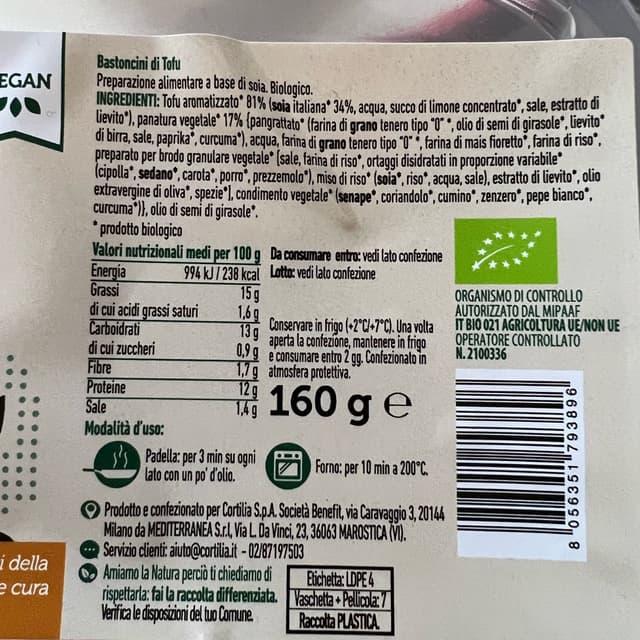 EGAN
Bastoncini di Tofu
Preparazione alimentare a base di soia. Biologico.
INGREDIENTI: Tofu aromatizzato* 81% (soia italiana* 34%, acqua, succo di limone concentrato*, sale, estratto di
lievito*), panatura vegetale* 17% {pangrattato* (farina di grano tenero tipo "0" *, olio di semi di girasole*, lievito*
di birra, sale, paprika*, curcuma*), acqua, farina di grano tenero tipo "0" *, farina di mais fioretto*, farina di riso*,
preparato per brodo granulare vegetale* [sale, farina di riso*, ortaggi disidratati in proporzione variabile*
(cipolla*, sedano*, carota*, porro*, prezzemolo*), miso di riso* (soia*, riso*, acqua, sale), estratto di lievito*, olio
extravergine di oliva*, spezie*], condimento vegetale* (senape*, coriandolo*, cumino*, zenzero*, pepe bianco*,
curcuma*)}, olio di semi di girasole*.
* prodotto biologico
Valori nutrizionali medi per 100 g
Energia 994 kJ / 238 kcal
Grassi 15 g
di cui acidi grassi saturi 1,6 g
Carboidrati 13 g
di cui zuccheri 0,9 g
Fibre 1,7 g
Proteine 12 g
Sale 1,4 g
Da consumare entro: vedi lato confezione
Lotto: vedi lato confezione
Conservare in frigo (+2°C/+7°C). Una volta
aperta la confezione, mantenere in frigo
e consumare entro 2 gg. Confezionato in
atmosfera protettiva.
160 g e
ORGANISMO DI CONTROLLO
AUTORIZZATO DAL MIPAAF
IT BIO 021 AGRICOLTURA UE/NON UE
OPERATORE CONTROLLATO
N. 2100336
8 056351 793896
Modalità d'uso:
Padella: per 3 min su ogni
lato con un po' d'olio.
Forno: per 10 min a 200°C.
Prodotto e confezionato per Cortilia S.p.A. Società Benefit, via Caravaggio 3, 20144
Milano da MEDITERRANEA S.r.l, Via L. Da Vinci, 23, 36063 MAROSTICA (VI).
Servizio clienti: aiuto@cortilia.it - 02/87197503
Amiamo la Natura perciò ti chiediamo di
rispettarla: fai la raccolta differenziata.
Verifica le disposizioni del tuo Comune.
Etichetta: LDPE 4
Vaschetta + Pellicola: 7
Raccolta PLASTICA.
i della
e cura